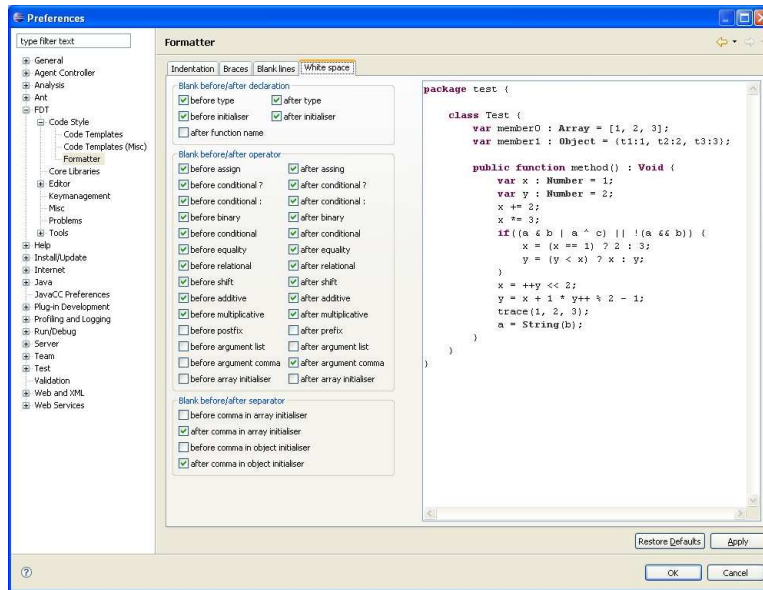 Preferences
type filter text
General
Agent Controller
Analysis
Ant
FDT
Code Style
Code Templates
Code Templates (Misc)
Formatter
Core Libraries
Editor
Keymanagement
Misc
Problems
Tools
Help
Install/Update
Internet
Java
JavaCC Preferences
Plug-in Development
Profiling and Logging
Run/Debug
Server
Team
Test
Validation
Web and XML
Web Services
Formatter
Indentation Braces Blank lines White space
Blank before/after declaration
before type after type
before initialiser after initialiser
after function name
Blank before/after operator
before assign after assing
before conditional ? after conditional ?
before conditional : after conditional :
before binary after binary
before conditional after conditional
before equality after equality
before relational after relational
before shift after shift
before additive after additive
before multiplicative after multiplicative
before postfix after prefix
before argument list after argument list
before argument comma after argument comma
before array initialiser after array initialiser
Blank before/after separator
before comma in array initialiser
after comma in array initialiser
before comma in object initialiser
after comma in object initialiser
package test {
class Test {
var member0 : Array = [1, 2, 3];
var member1 : Object = {t1:1, t2:2, t3:3};
public function method() : Void {
var x : Number = 1;
var y : Number = 2;
x += 2;
x *= 3;
if((a & b | a ^ c) || !(a && b)) {
x = (x == 1) ? 2 : 3;
y = (y < x) ? x : y;
}
x = ++y << 2;
y = x + 1 * y++ % 2 - 1;
trace(1, 2, 3);
a = String(b);
}
}
}
Restore Defaults Apply
? OK Cancel